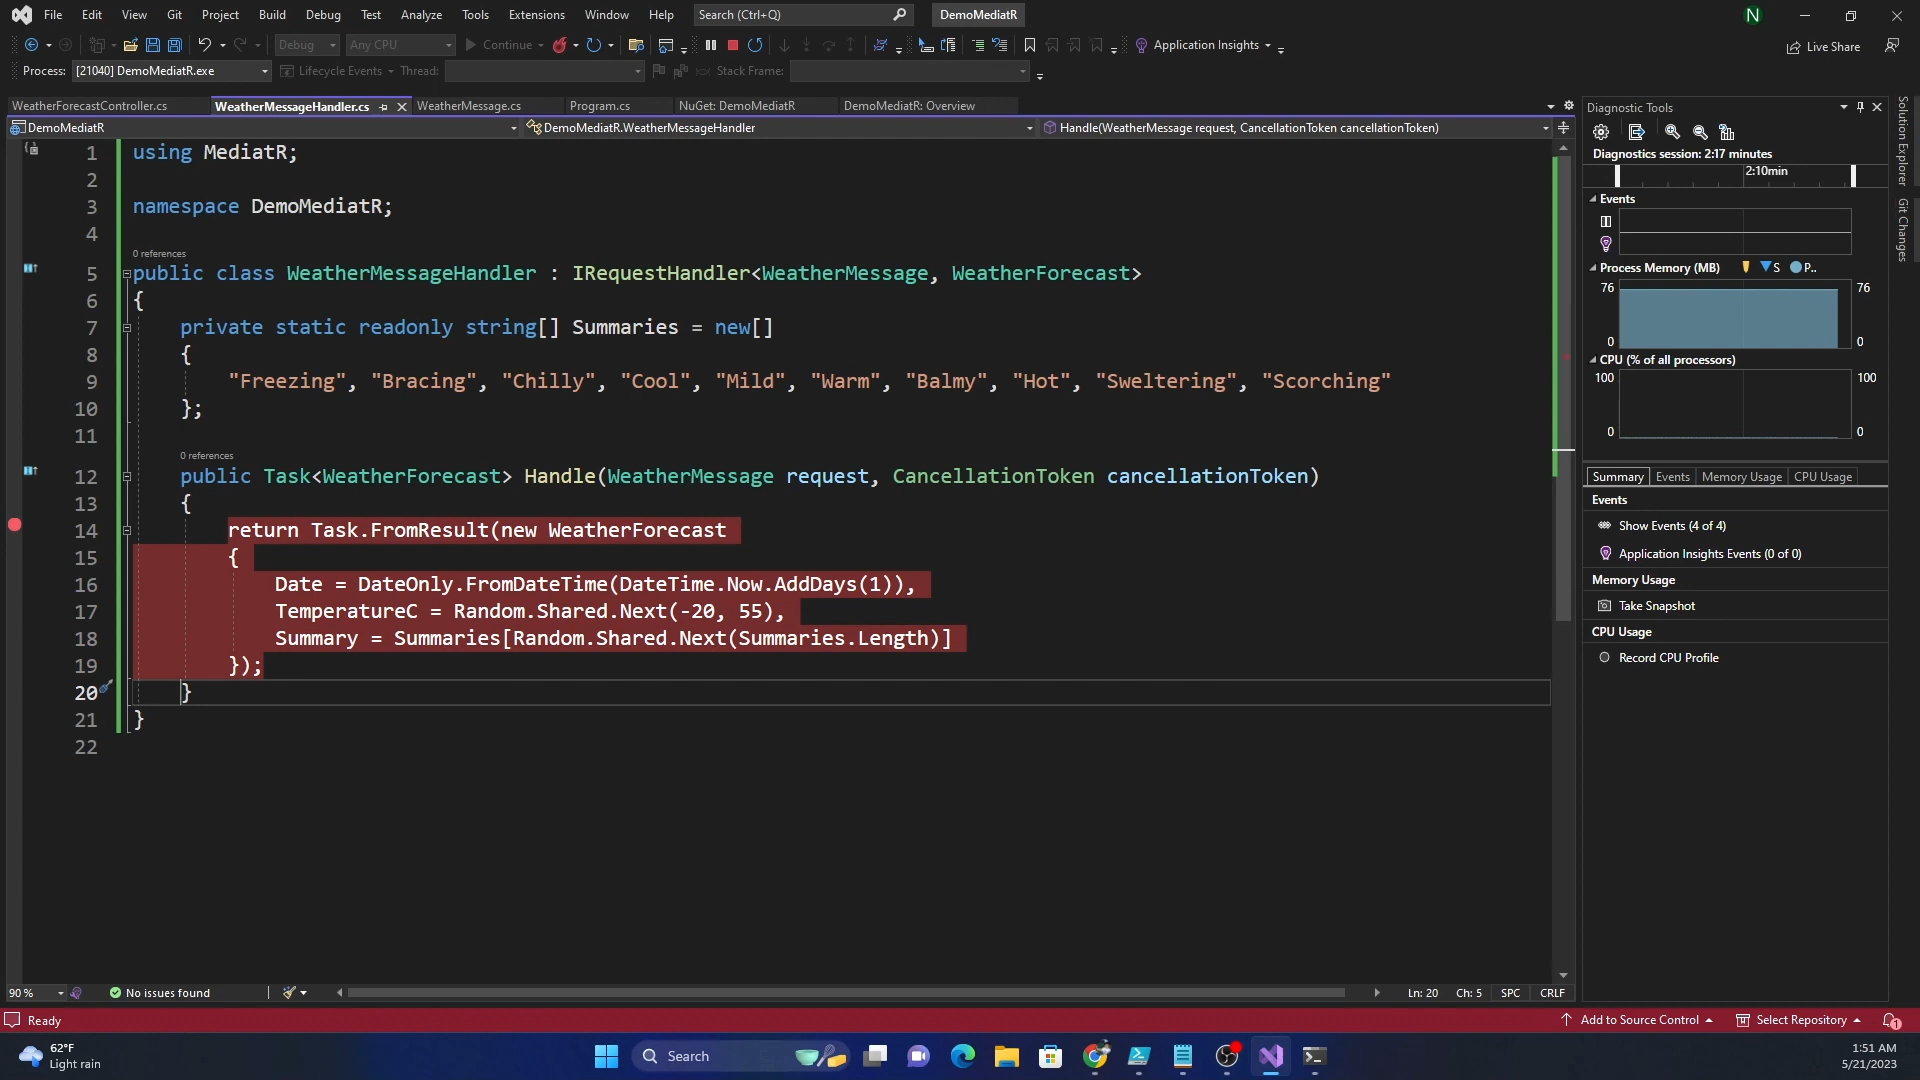 File Edit View Git Project Build Debug Test Analyze Tools Extensions Window Help Search (Ctrl+Q) DemoMediatR N
Debug Any CPU Continue Application Insights Live Share
Process: [21040] DemoMediatR.exe Lifecycle Events Thread: Stack Frame:
WeatherForecastController.cs WeatherMessageHandler.cs WeatherMessage.cs Program.cs NuGet: DemoMediatR DemoMediatR: Overview
DemoMediatR DemoMediatR.WeatherMessageHandler Handle(WeatherMessage request, CancellationToken cancellationToken)
1 using MediatR;
2
3 namespace DemoMediatR;
4
0 references
5 public class WeatherMessageHandler : IRequestHandler<WeatherMessage, WeatherForecast>
6 {
7 private static readonly string[] Summaries = new[]
8 {
9 "Freezing", "Bracing", "Chilly", "Cool", "Mild", "Warm", "Balmy", "Hot", "Sweltering", "Scorching"
10 };
11
0 references
12 public Task<WeatherForecast> Handle(WeatherMessage request, CancellationToken cancellationToken)
13 {
14 return Task.FromResult(new WeatherForecast
15 {
16 Date = DateOnly.FromDateTime(DateTime.Now.AddDays(1)),
17 TemperatureC = Random.Shared.Next(-20, 55),
18 Summary = Summaries[Random.Shared.Next(Summaries.Length)]
19 });
20 }
21 }
22
Diagnostic Tools
Diagnostics session: 2:17 minutes
2:10min
Events
Process Memory (MB) S P..
76 76
0 0
CPU (% of all processors)
100 100
0 0
Summary Events Memory Usage CPU Usage
Events
Show Events (4 of 4)
Application Insights Events (0 of 0)
Memory Usage
Take Snapshot
CPU Usage
Record CPU Profile
Solution Explorer
Git Changes
90 % No issues found Ln: 20 Ch: 5 SPC CRLF
Ready Add to Source Control Select Repository 1
62°F
Light rain
Search
1:51 AM
5/21/2023